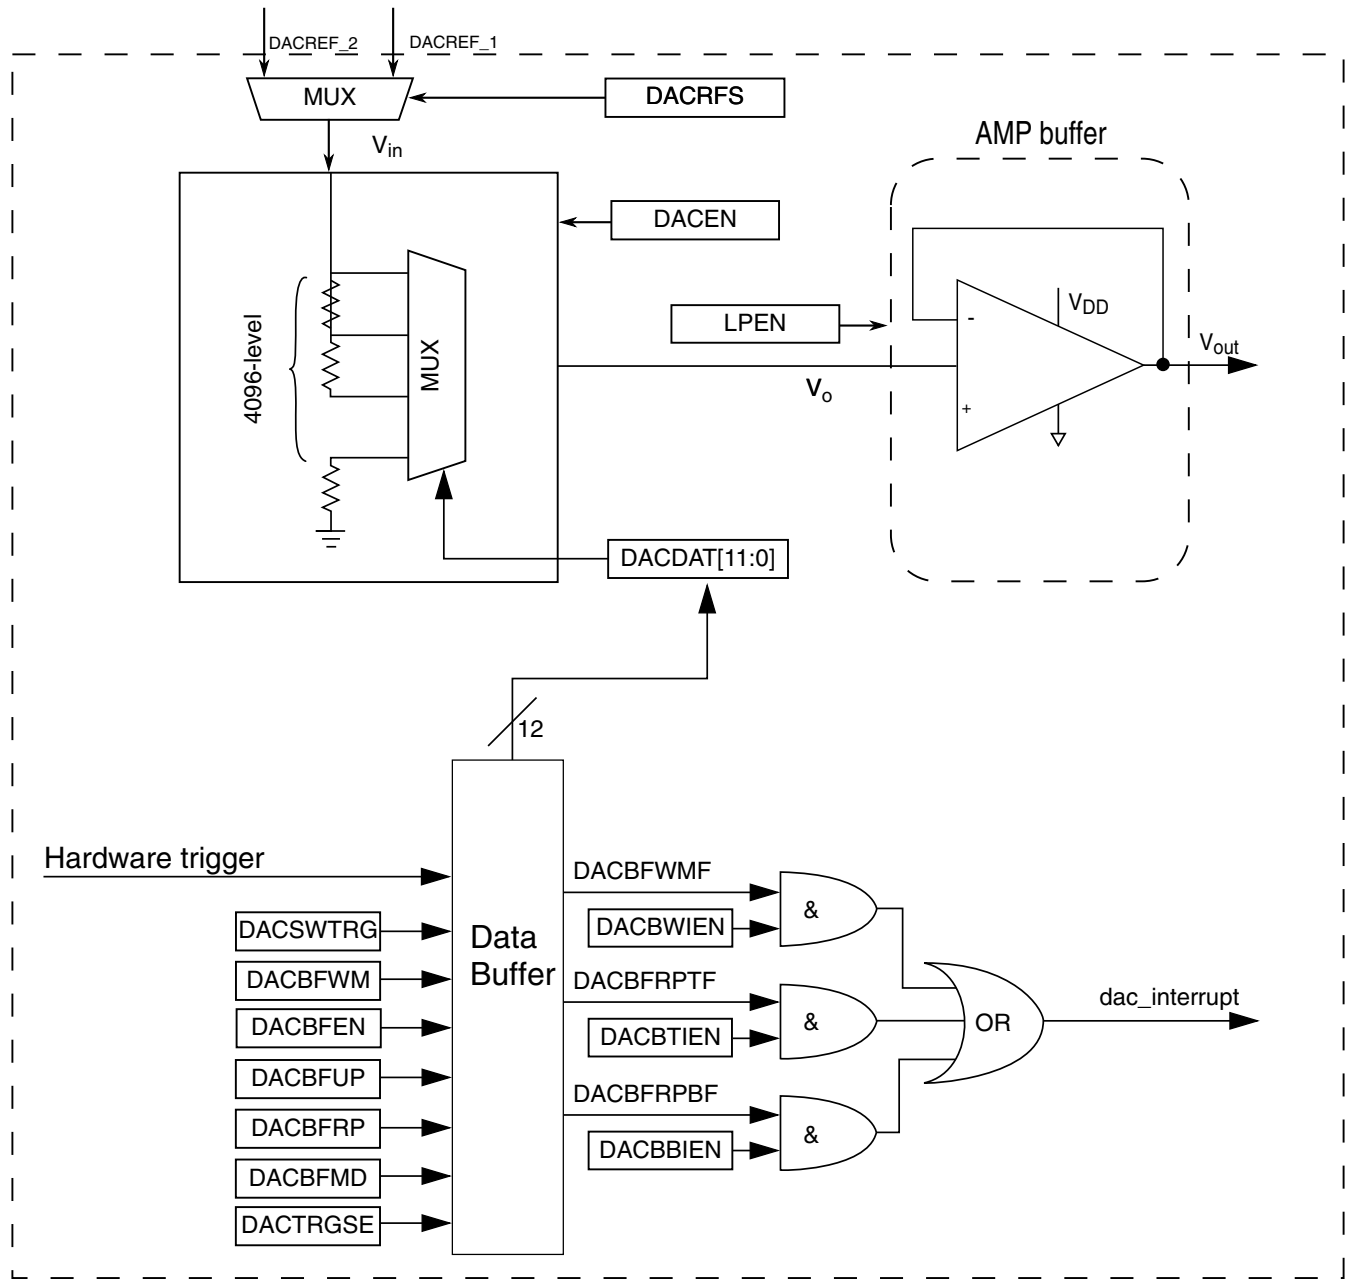 DACREF_2
DACREF_1
MUX
DACRFS
Vin
AMP buffer
DACEN
LPEN
VDD
-
+
Vout
4096-level
MUX
Vo
DACDAT[11:0]
12
Hardware trigger
DACSWTRG
DACBFWM
DACBFEN
DACBFUP
DACBFRP
DACBFMD
DACTRGSE
Data
Buffer
DACBFWMF
DACBWIEN
&
DACBFRPTF
DACBTIEN
&
DACBFRPBF
DACBBIEN
&
OR
dac_interrupt